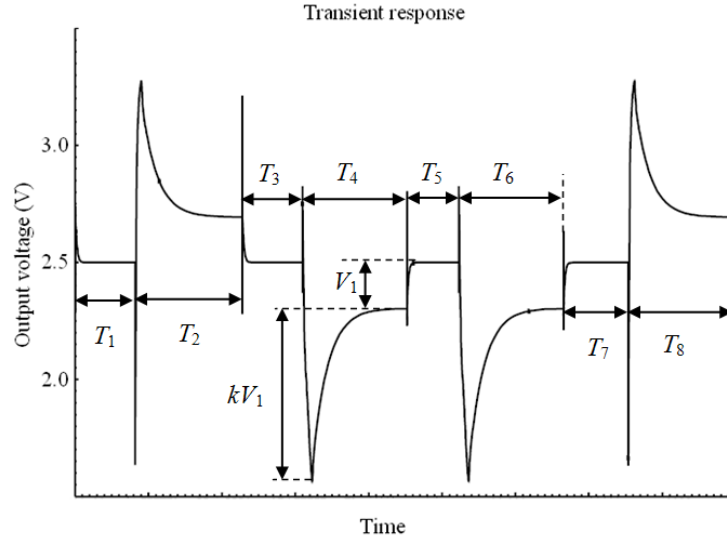 Transient response
Output voltage (V)
3.0
2.5
2.0
T1
T2
T3
T4
T5
T6
T7
T8
V1
kV1
Time